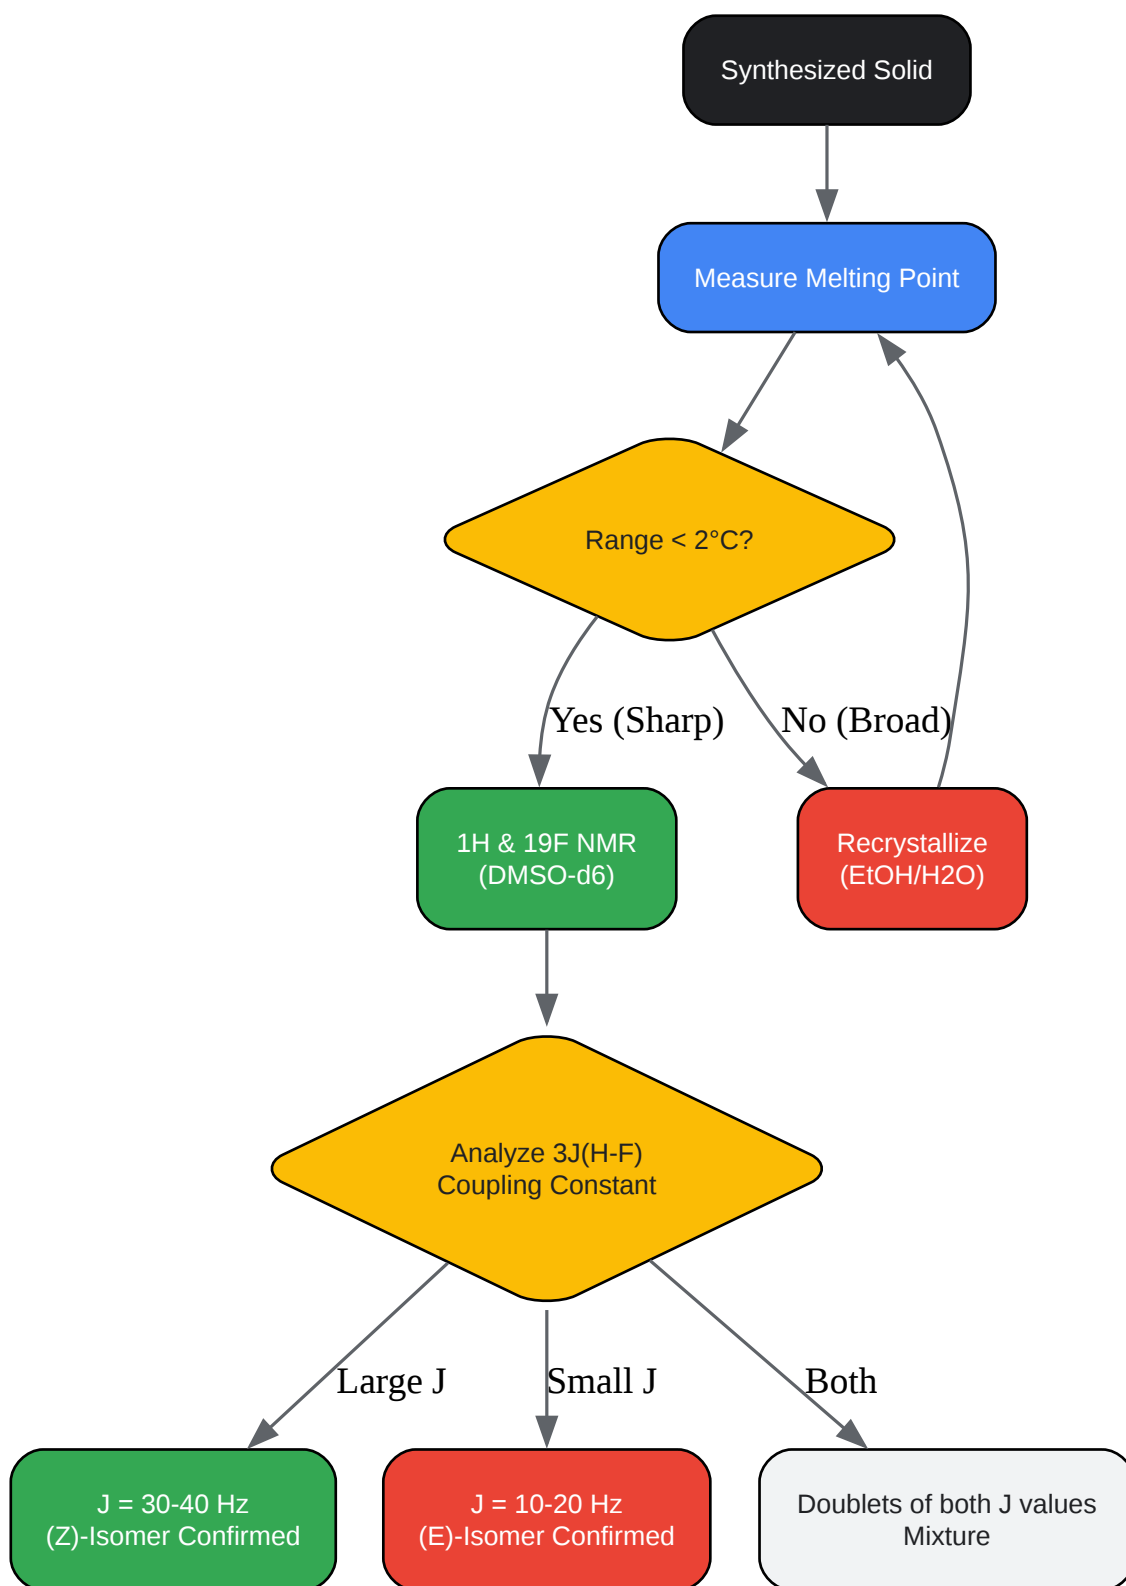 Synthesized Solid
Measure Melting Point
Range < 2°C?
Yes (Sharp)
No (Broad)
1H & 19F NMR
(DMSO-d6)
Recrystallize
(EtOH/H2O)
Analyze 3J(H-F)
Coupling Constant
Large J
Small J
Both
J = 30-40 Hz
(Z)-Isomer Confirmed
J = 10-20 Hz
(E)-Isomer Confirmed
Doublets of both J values
Mixture